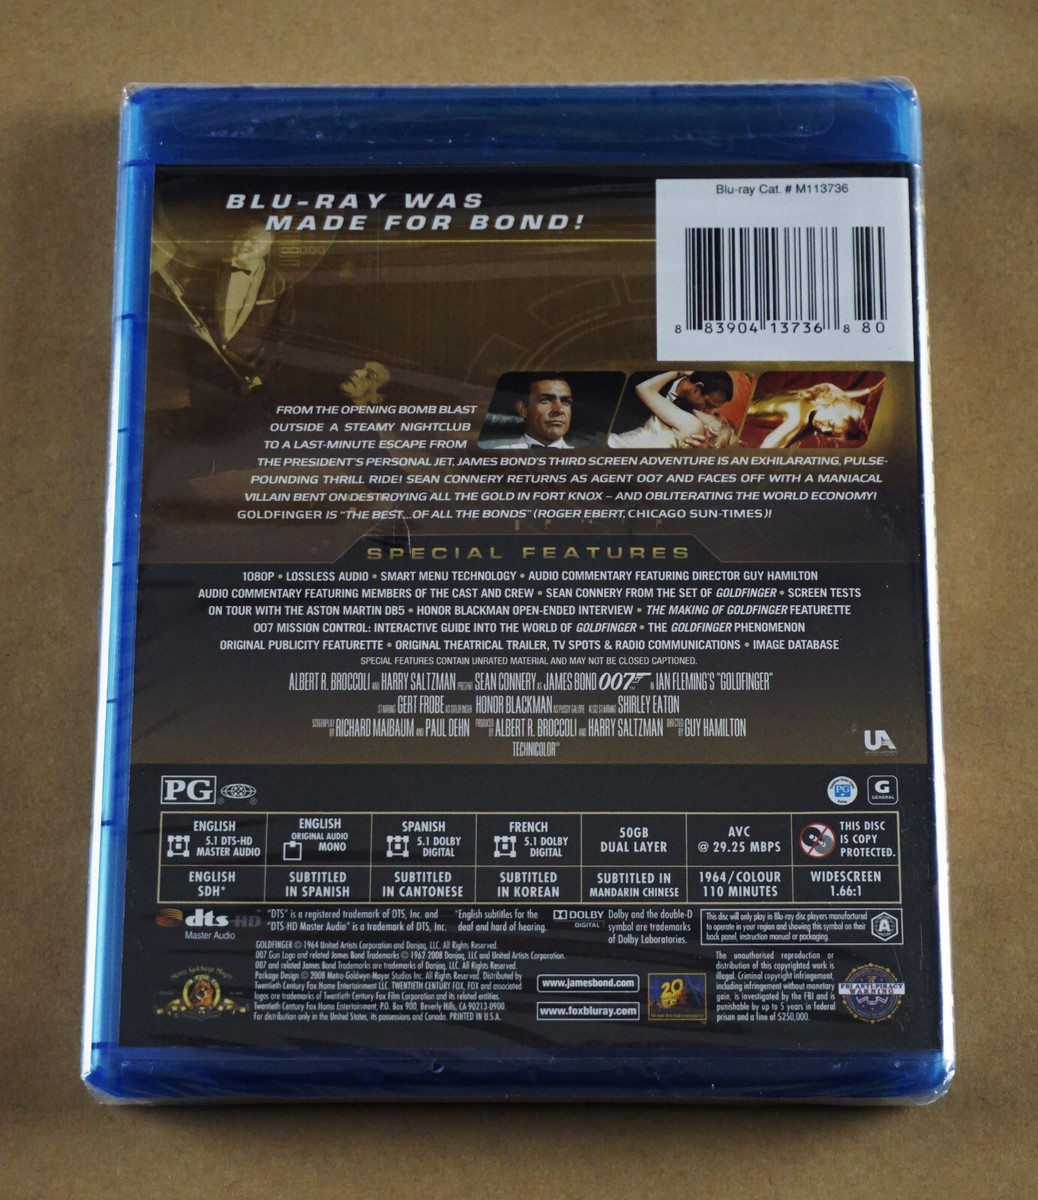 BLU-RAY WAS
MADE FOR BOND!
Blu-ray Cat. # M113736
8 83904 13736 8 80
FROM THE OPENING BOMB BLAST
OUTSIDE A STEAMY NIGHTCLUB
TO A LAST-MINUTE ESCAPE FROM
THE PRESIDENT'S PERSONAL JET, JAMES BOND'S THIRD SCREEN ADVENTURE IS AN EXHILARATING, PULSE-
POUNDING THRILL RIDE! SEAN CONNERY RETURNS AS AGENT 007 AND FACES OFF WITH A MANIACAL
VILLAIN BENT ON DESTROYING ALL THE GOLD IN FORT KNOX – AND OBLITERATING THE WORLD ECONOMY!
GOLDFINGER IS "THE BEST...OF ALL THE BONDS" (ROGER EBERT, CHICAGO SUN-TIMES)!
SPECIAL FEATURES
1080P • LOSSLESS AUDIO • SMART MENU TECHNOLOGY • AUDIO COMMENTARY FEATURING DIRECTOR GUY HAMILTON
AUDIO COMMENTARY FEATURING MEMBERS OF THE CAST AND CREW • SEAN CONNERY FROM THE SET OF GOLDFINGER • SCREEN TESTS
ON TOUR WITH THE ASTON MARTIN DB5 • HONOR BLACKMAN OPEN-ENDED INTERVIEW • THE MAKING OF GOLDFINGER FEATURETTE
007 MISSION CONTROL: INTERACTIVE GUIDE INTO THE WORLD OF GOLDFINGER • THE GOLDFINGER PHENOMENON
ORIGINAL PUBLICITY FEATURETTE • ORIGINAL THEATRICAL TRAILER, TV SPOTS & RADIO COMMUNICATIONS • IMAGE DATABASE
SPECIAL FEATURES CONTAIN UNRATED MATERIAL AND MAY NOT BE CLOSED CAPTIONED.
ALBERT R. BROCCOLI AND HARRY SALTZMAN PRESENT SEAN CONNERY AS JAMES BOND 007 IN IAN FLEMING'S "GOLDFINGER"
STARRING GERT FROBE AS GOLDFINGER HONOR BLACKMAN AS PUSSY GALORE ALSO STARRING SHIRLEY EATON
SCREENPLAY BY RICHARD MAIBAUM AND PAUL DEHN PRODUCED BY ALBERT R. BROCCOLI AND HARRY SALTZMAN DIRECTED BY GUY HAMILTON
TECHNICOLOR
UA
PG
PG
G
GENERAL
ENGLISH
5.1 DTS-HD
MASTER AUDIO
ENGLISH
ORIGINAL AUDIO
MONO
SPANISH
5.1 DOLBY
DIGITAL
FRENCH
5.1 DOLBY
DIGITAL
50GB
DUAL LAYER
AVC
@ 29.25 MBPS
THIS DISC
IS COPY
PROTECTED.
ENGLISH
SDH*
SUBTITLED
IN SPANISH
SUBTITLED
IN CANTONESE
SUBTITLED
IN KOREAN
SUBTITLED IN
MANDARIN CHINESE
1964/COLOUR
110 MINUTES
WIDESCREEN
1.66:1
dts-HD
Master Audio
"DTS" is a registered trademark of DTS, Inc. and
"DTS-HD Master Audio" is a trademark of DTS, Inc.
*English subtitles for the
deaf and hard of hearing.
DOLBY
DIGITAL
Dolby and the double-D
symbol are trademarks
of Dolby Laboratories.
This disc will only play in Blu-ray disc players manufactured
to operate in your region and showing this symbol on their
back panel, instruction manual or packaging.
A
GOLDFINGER © 1964 United Artists Corporation and Danjaq, LLC. All Rights Reserved.
007 Gun Logo and related James Bond Trademarks © 1962-2008 Danjaq, LLC and United Artists Corporation.
007 and related James Bond Trademarks are trademarks of Danjaq, LLC. All Rights Reserved.
Package Design © 2008 Metro-Goldwyn-Mayer Studios Inc. All Rights Reserved. Distributed by
Twentieth Century Fox Home Entertainment LLC. TWENTIETH CENTURY FOX, FOX and associated
logos are trademarks of Twentieth Century Fox Film Corporation and its related entities.
Twentieth Century Fox Home Entertainment P.O. Box 900, Beverly Hills, CA 90213-0900.
For distribution only in the United States, its possessions and Canada. PRINTED IN U.S.A.
Metro Goldwyn Mayer
www.jamesbond.com
www.foxbluray.com
20
The unauthorized reproduction or
distribution of this copyrighted work is
illegal. Criminal copyright infringement,
including infringement without monetary
gain, is investigated by the FBI and is
punishable by up to 5 years in federal
prison and a fine of $250,000.
FBI ANTI-PIRACY
WARNING